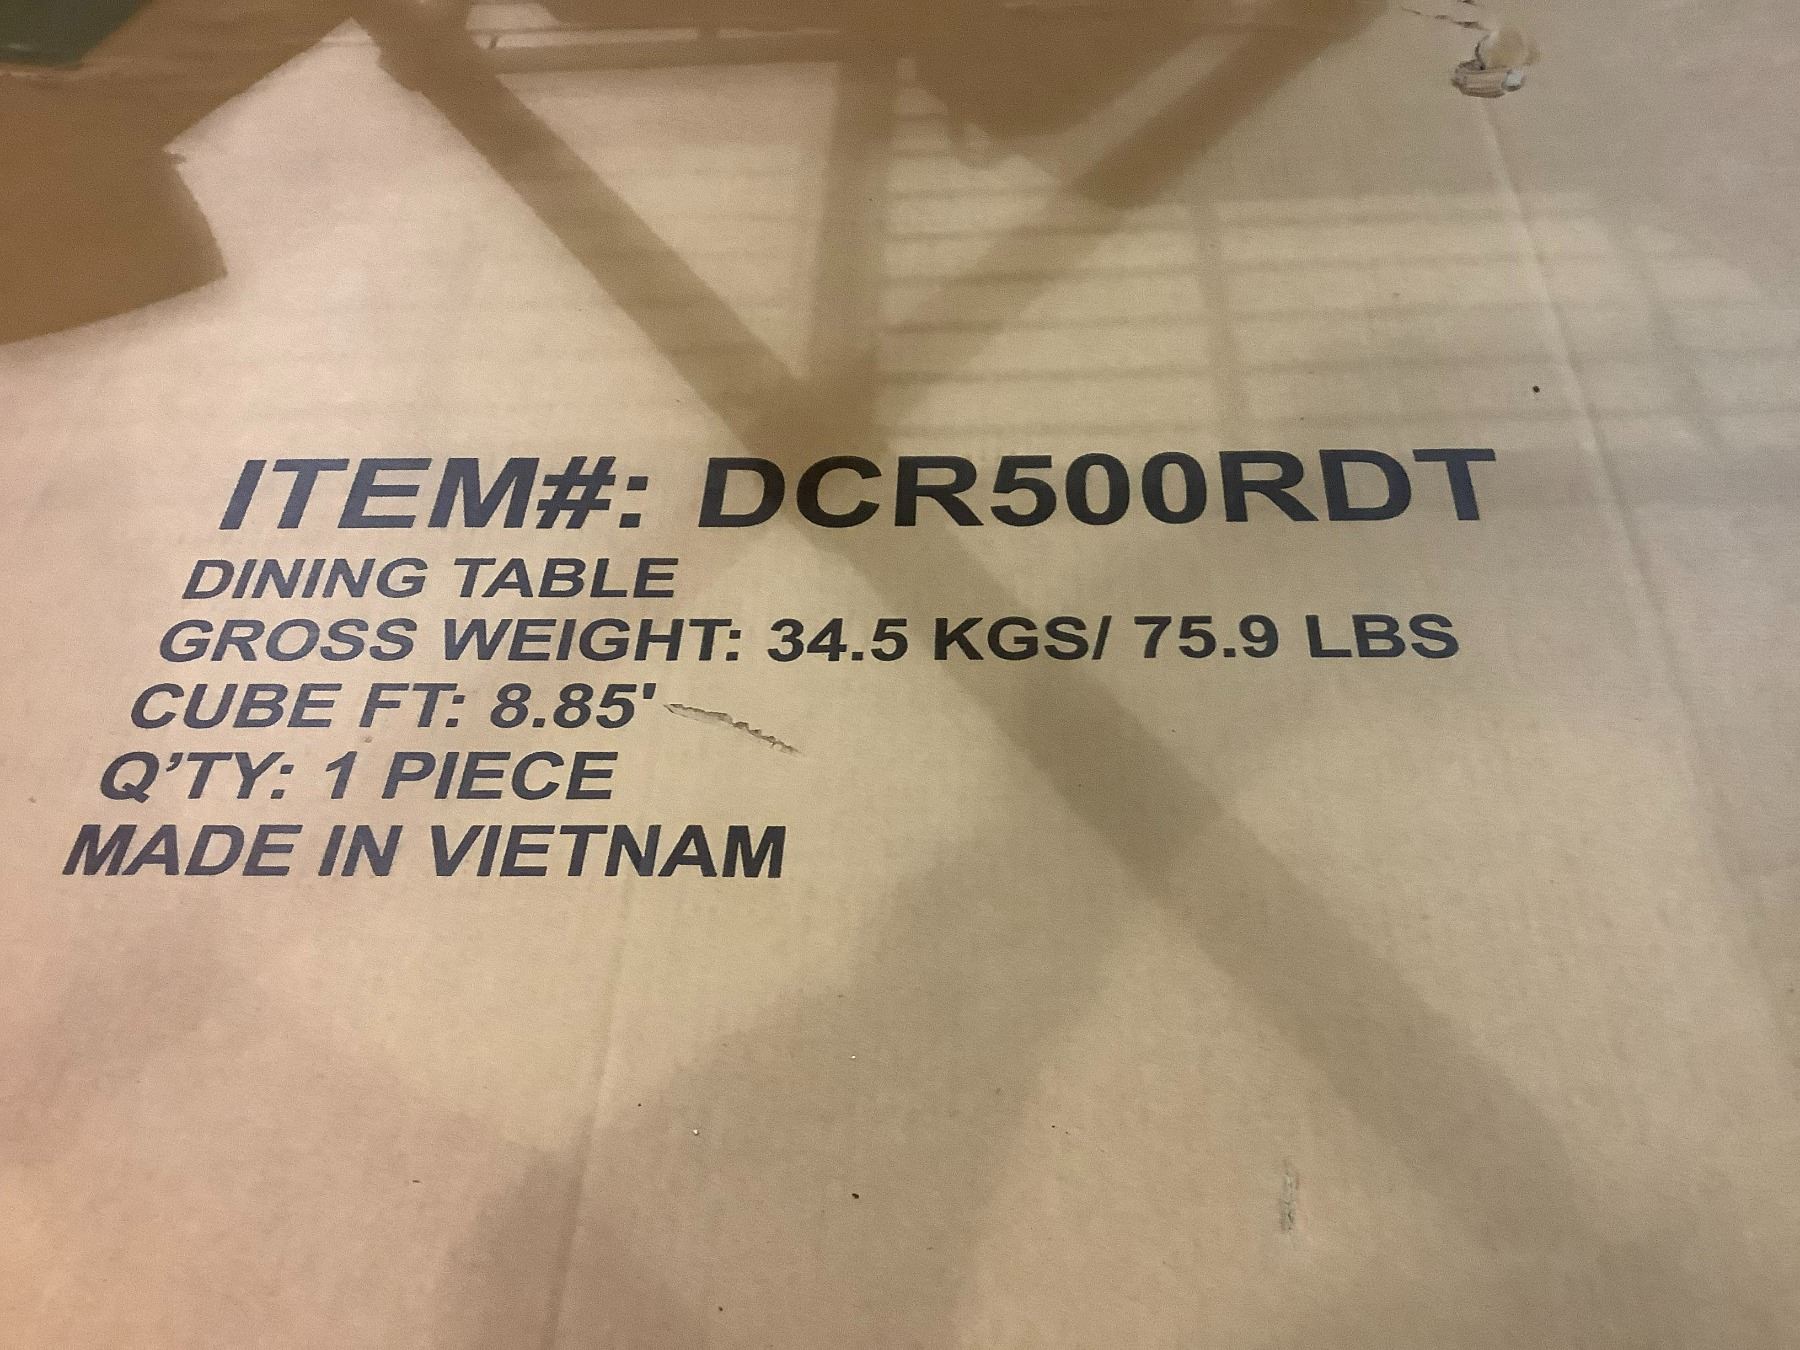 ITEM#: DCR500RDT
DINING TABLE
GROSS WEIGHT: 34.5 KGS/ 75.9 LBS
CUBE FT: 8.85'
Q’TY: 1 PIECE
MADE IN VIETNAM